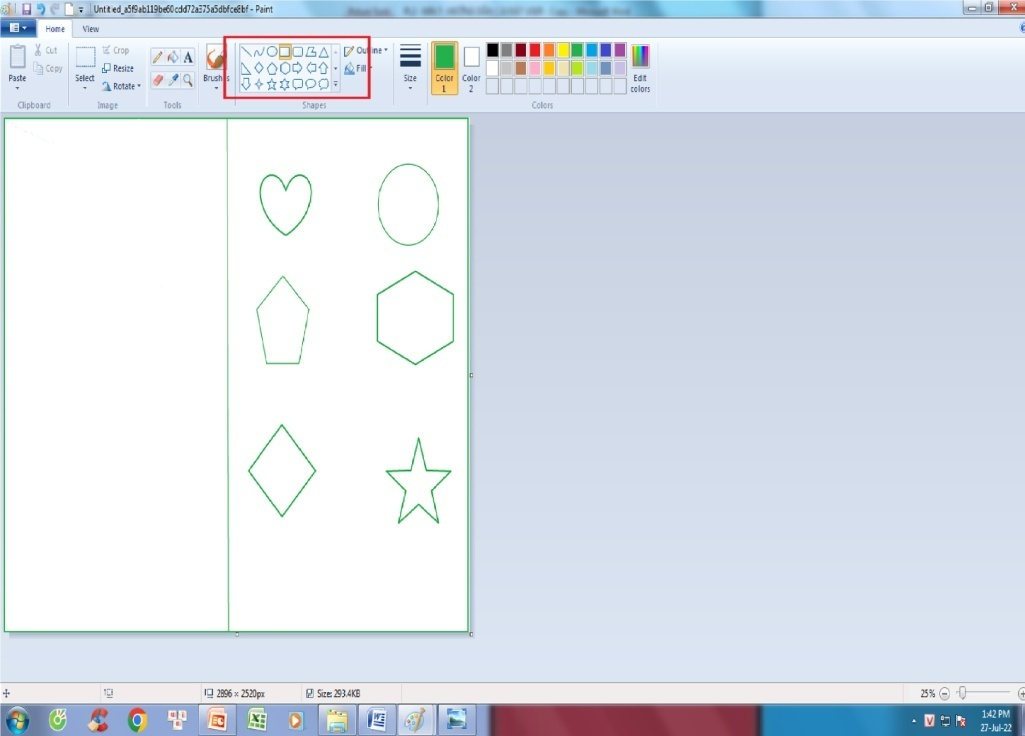 Untitled_a5f9ab119be60cdd72a375a5dbfce8bf - Paint
Home View
Paste
Cut
Copy
Clipboard
Select
Crop
Resize
Rotate
Image
A
Tools
Brushes
Shapes
Outline
Fill
Size
Color
1
Color
2
Colors
Edit
colors
2896 × 2520px
Size: 293.4KB
25%
1:42 PM
27-Jul-22